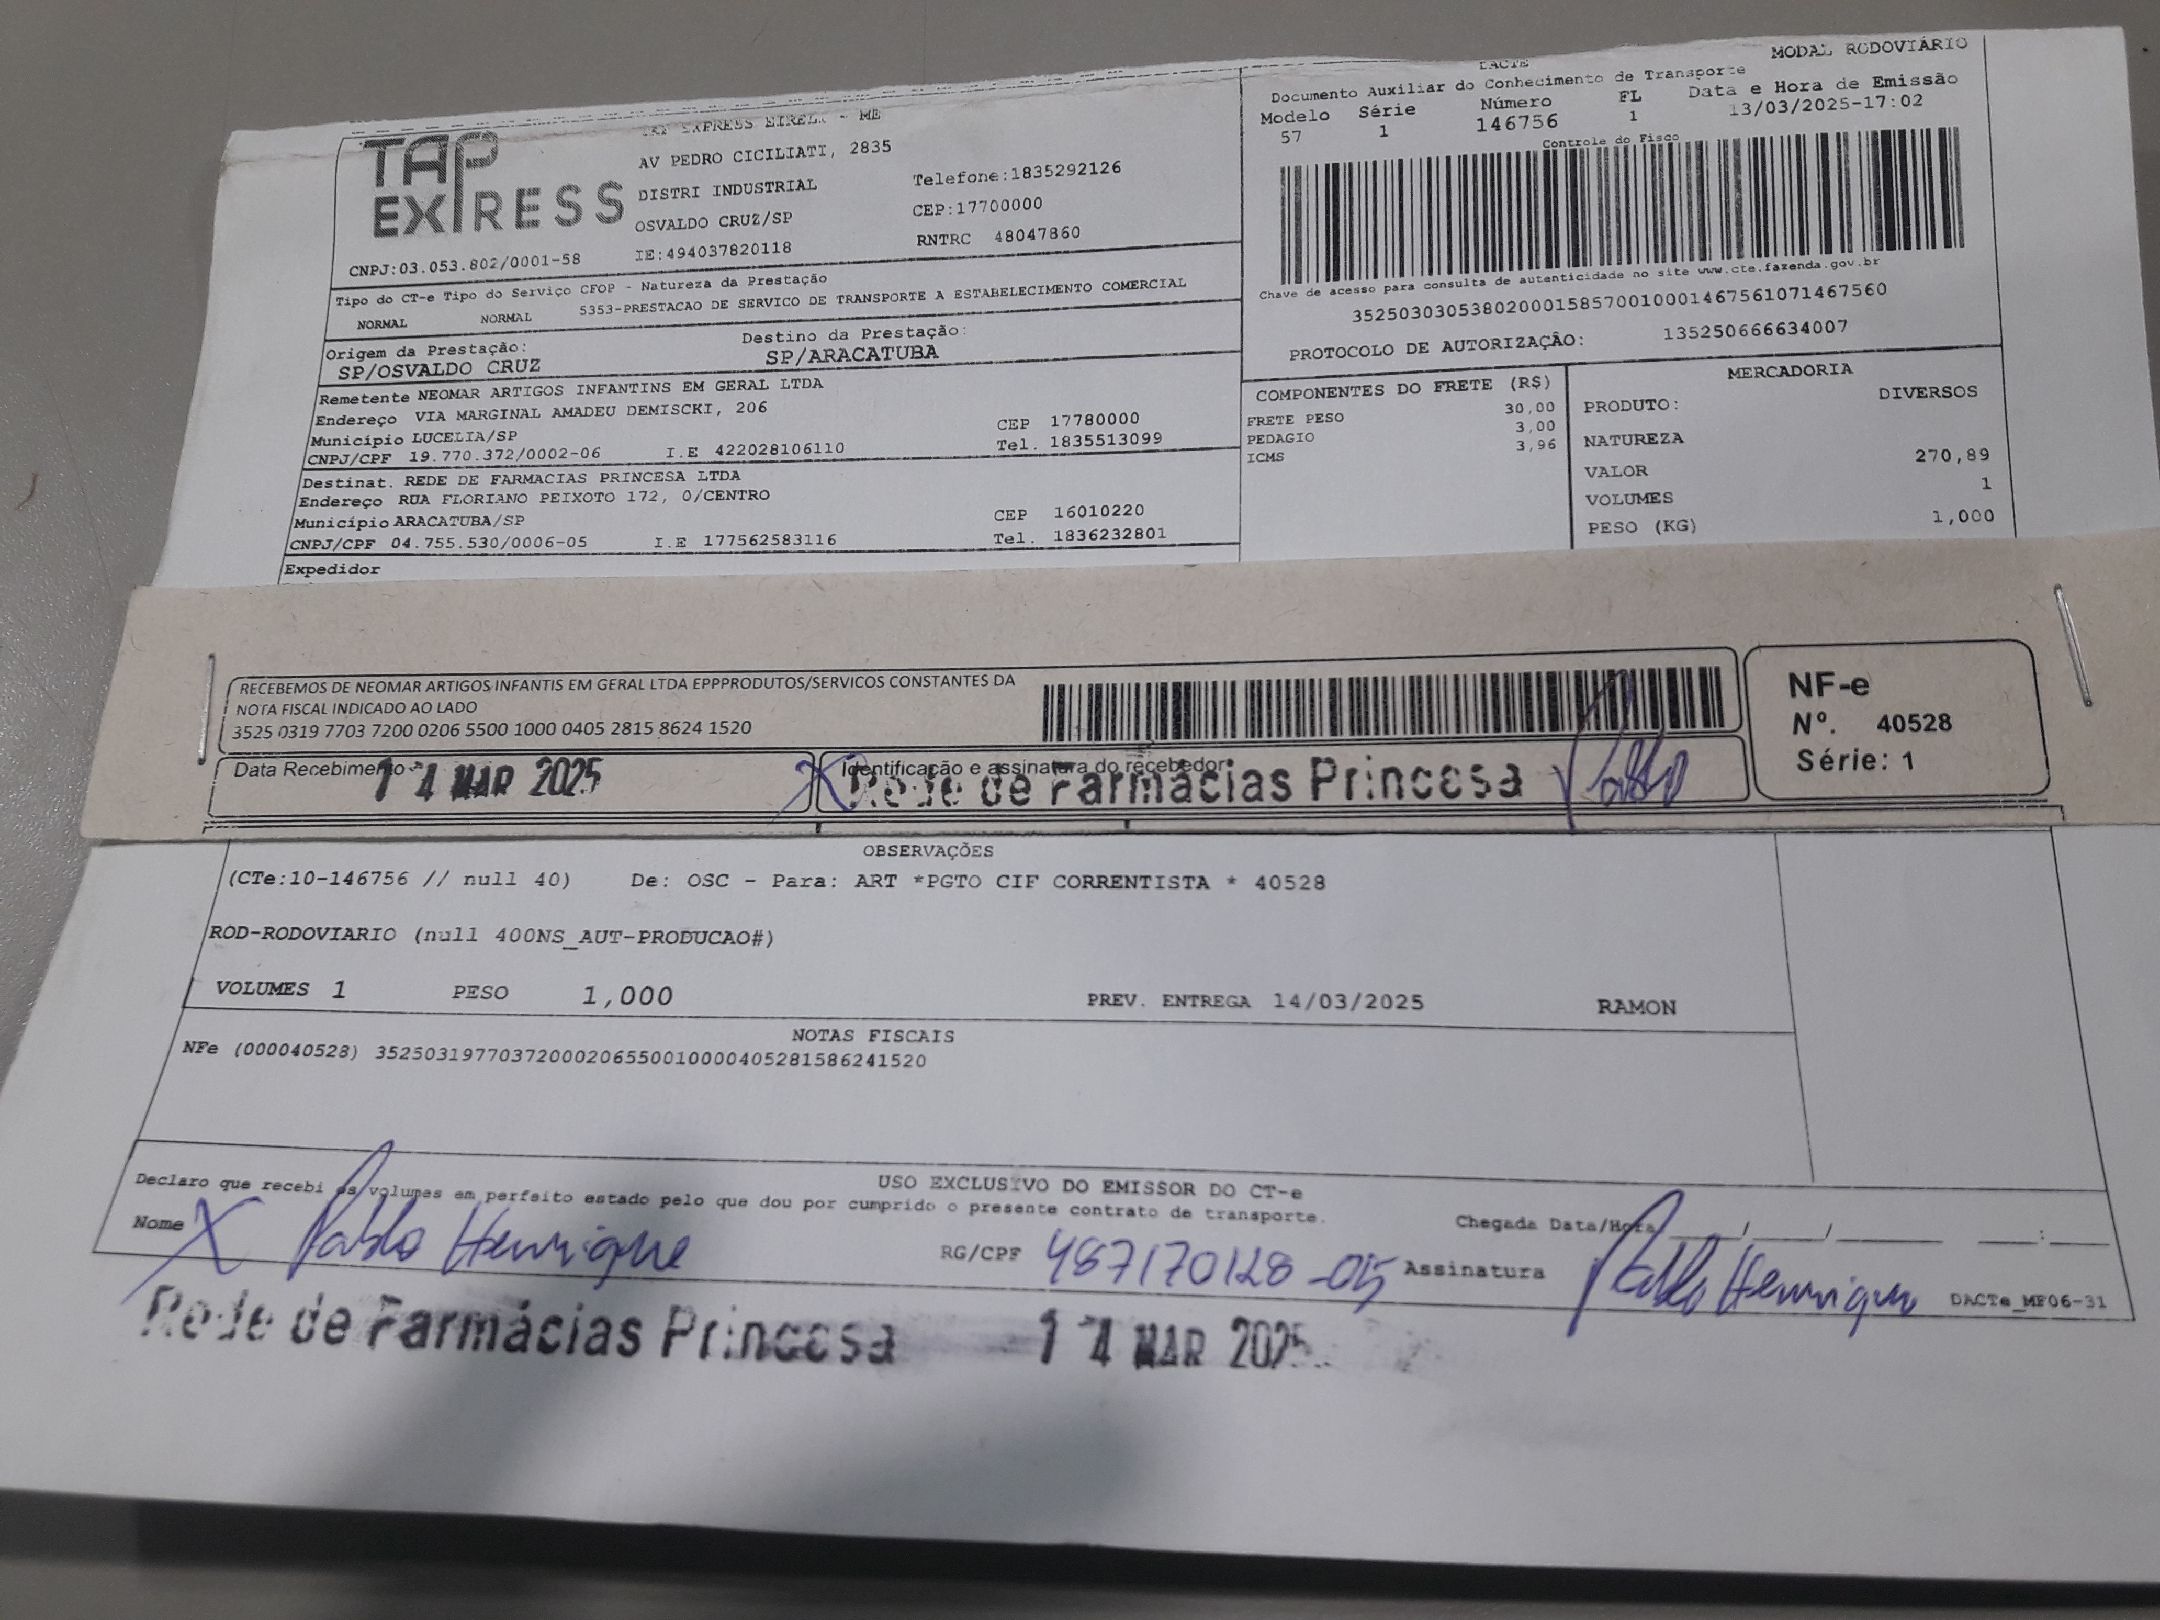 MODAL RODOVIÁRIO
DACTE
Documento Auxiliar do Conhecimento de Transporte
Modelo Série Número FL Data e Hora de Emissão
57 1 146756 1 13/03/2025-17:02
Controle do Fisco
Chave de acesso para consulta de autenticidade no site www.cte.fazenda.gov.br
35250303053802000158570010001467561071467560
PROTOCOLO DE AUTORIZAÇÃO: 135250666634007
TAP EXPRESS
TAP EXPRESS EIRELI - ME
AV PEDRO CICILIATI, 2835
DISTRI INDUSTRIAL Telefone:1835292126
OSVALDO CRUZ/SP CEP:17700000
CNPJ:03.053.802/0001-58 IE:494037820118 RNTRC 48047860
Tipo do CT-e Tipo do Serviço CFOP - Natureza da Prestação
NORMAL NORMAL 5353-PRESTACAO DE SERVICO DE TRANSPORTE A ESTABELECIMENTO COMERCIAL
Origem da Prestação: Destino da Prestação:
SP/OSVALDO CRUZ SP/ARACATUBA
Remetente NEOMAR ARTIGOS INFANTINS EM GERAL LTDA
Endereço VIA MARGINAL AMADEU DEMISCKI, 206
Município LUCELIA/SP CEP 17780000
CNPJ/CPF 19.770.372/0002-06 I.E 422028106110 Tel. 1835513099
Destinat. REDE DE FARMACIAS PRINCESA LTDA
Endereço RUA FLORIANO PEIXOTO 172, 0/CENTRO
Município ARACATUBA/SP CEP 16010220
CNPJ/CPF 04.755.530/0006-05 I.E 177562583116 Tel. 1836232801
Expedidor
COMPONENTES DO FRETE (R$)
FRETE PESO 30,00
PEDAGIO 3,00
ICMS 3,96
MERCADORIA
PRODUTO: DIVERSOS
NATUREZA
VALOR 270,89
VOLUMES 1
PESO (KG) 1,000
RECEBEMOS DE NEOMAR ARTIGOS INFANTIS EM GERAL LTDA EPPPRODUTOS/SERVICOS CONSTANTES DA
NOTA FISCAL INDICADO AO LADO
3525 0319 7703 7200 0206 5500 1000 0405 2815 8624 1520
NF-e
Nº. 40528
Série: 1
Data Recebimento Identificação e assinatura do recebedor
14 MAR 2025 X Rede de Farmácias Princesa Pablo
OBSERVAÇÕES
(CTe:10-146756 // null 40) De: OSC - Para: ART *PGTO CIF CORRENTISTA * 40528
ROD-RODOVIARIO (null 400NS_AUT-PRODUCAO#)
VOLUMES 1 PESO 1,000 PREV. ENTREGA 14/03/2025 RAMON
NOTAS FISCAIS
NFe (000040528) 35250319770372000206550010000405281586241520
USO EXCLUSIVO DO EMISSOR DO CT-e
Declaro que recebi os volumes em perfeito estado pelo que dou por cumprido o presente contrato de transporte.
Chegada Data/Hora ____/____/____ ____:____
Nome X Pablo Henrique RG/CPF 487170128-05 Assinatura Pablo Henrique
DACTe_MF06-31
Rede de Farmácias Princesa 14 MAR 2025